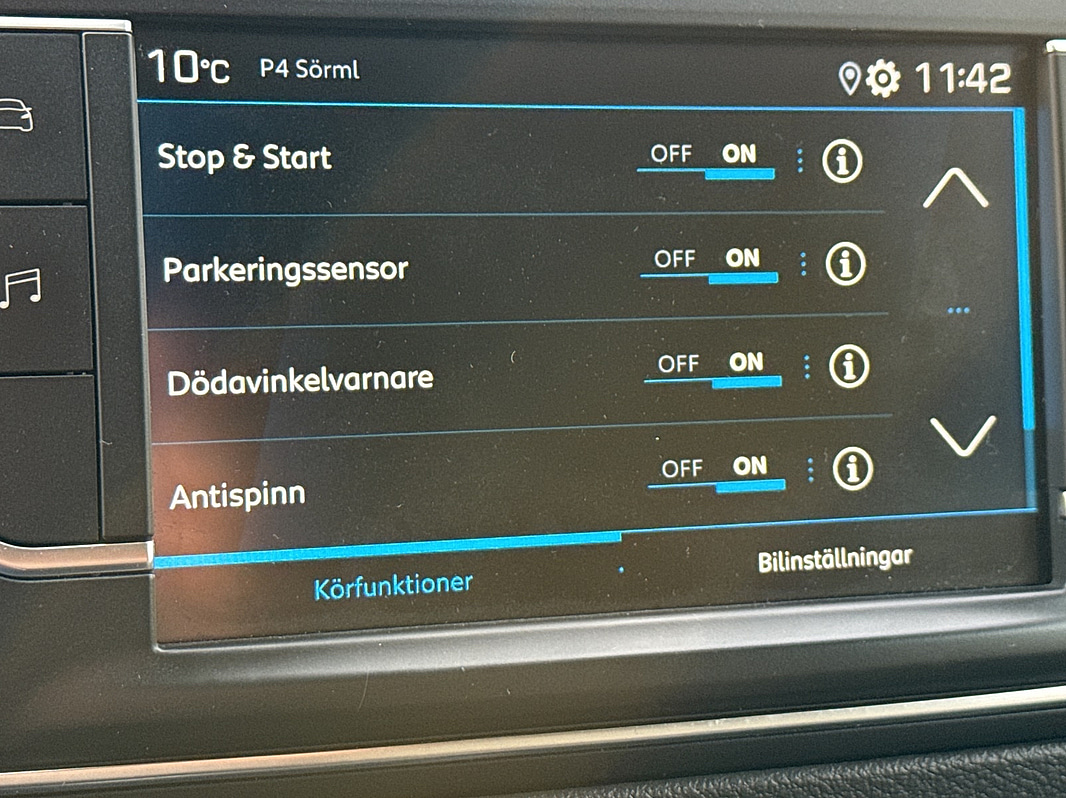 10°C P4 Sörml 11:42
Stop & Start OFF ON
Parkeringssensor OFF ON
Dödavinkelvarnare OFF ON
Antispinn OFF ON
Körfunktioner Bilinställningar